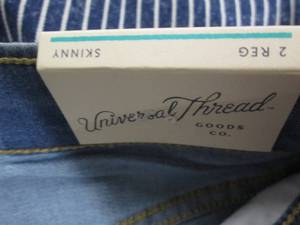 2 REG
SKINNY
Universal Thread
GOODS
CO.